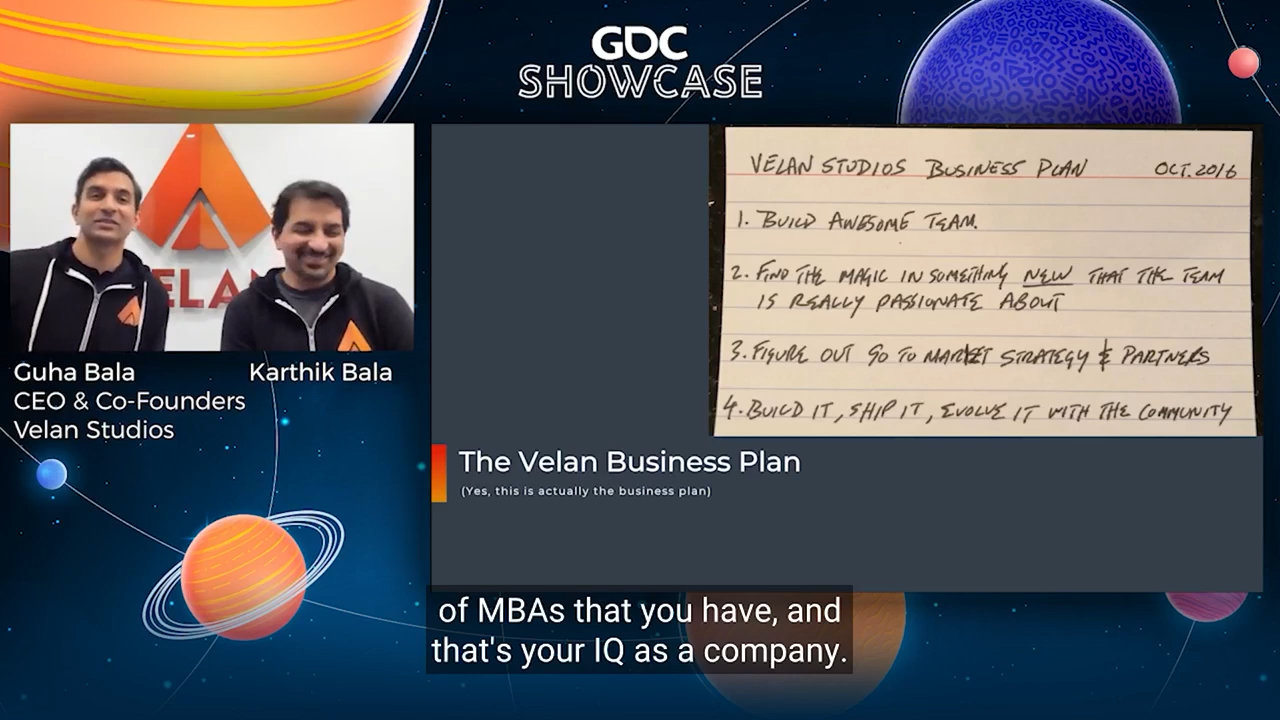 GDC
SHOWCASE
VELAN
Guha Bala
Karthik Bala
CEO & Co-Founders
Velan Studios
VELAN STUDIOS BUSINESS PLAN OCT. 2016
1. BUILD AWESOME TEAM.
2. FIND THE MAGIC IN SOMETHING NEW THAT THE TEAM
IS REALLY PASSIONATE ABOUT
3. FIGURE OUT GO TO MARKET STRATEGY & PARTNERS
4. BUILD IT, SHIP IT, EVOLVE IT WITH THE COMMUNITY
The Velan Business Plan
(Yes, this is actually the business plan)
of MBAs that you have, and
that's your IQ as a company.